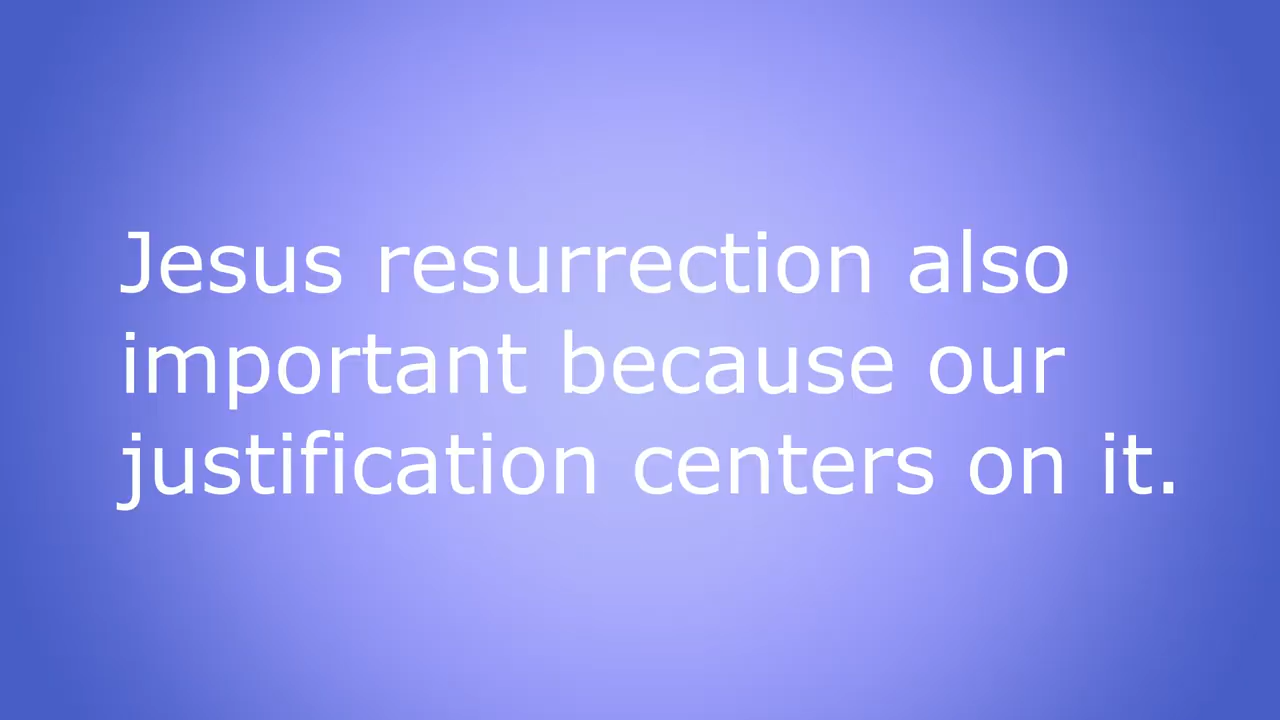 Jesus resurrection also
important because our
justification centers on it.